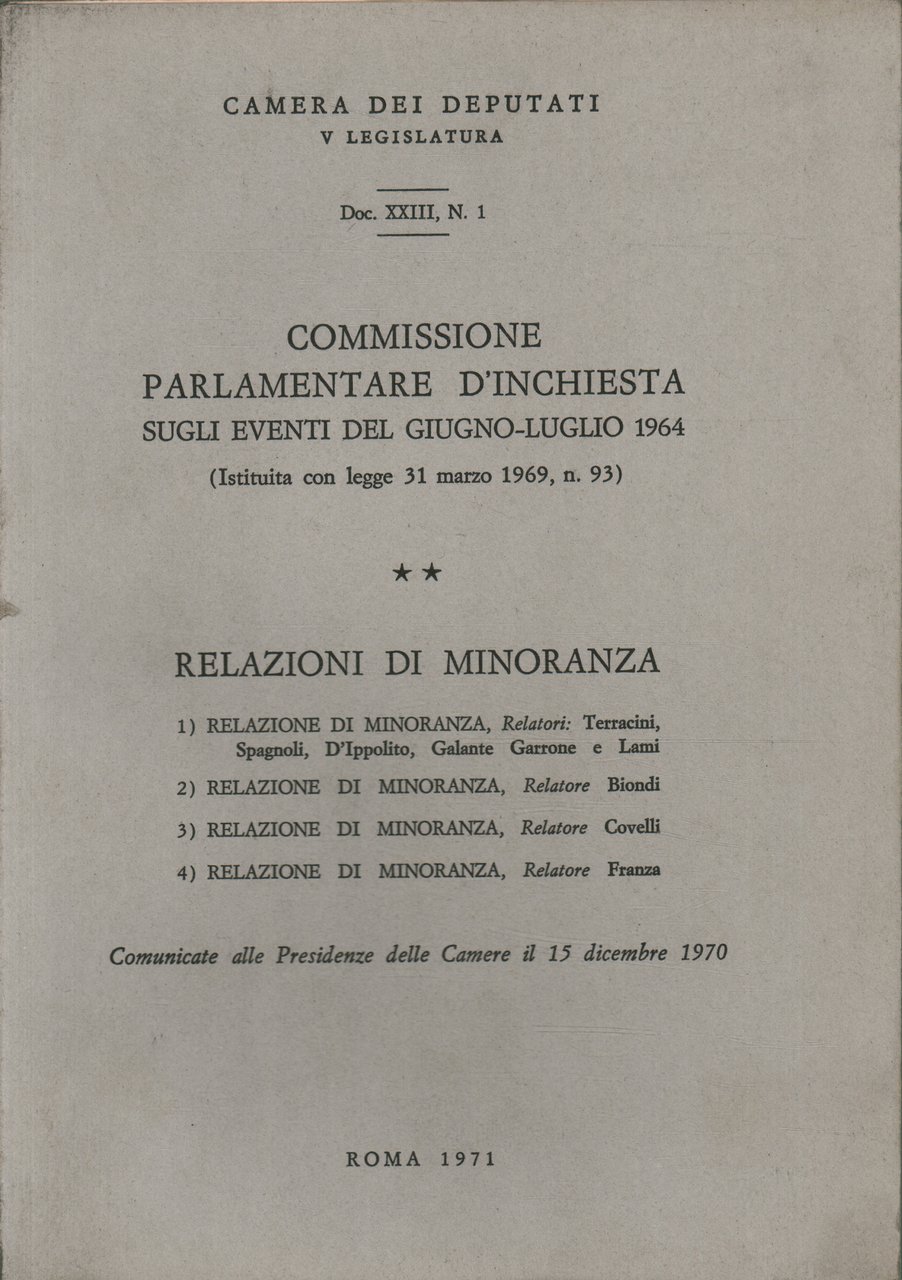 CAMERA DEI DEPUTATI
V LEGISLATURA
Doc. XXIII, N. 1
COMMISSIONE
PARLAMENTARE D'INCHIESTA
SUGLI EVENTI DEL GIUGNO-LUGLIO 1964
(Istituita con legge 31 marzo 1969, n. 93)
★ ★
RELAZIONI DI MINORANZA
1) RELAZIONE DI MINORANZA, Relatori: Terracini,
Spagnoli, D'Ippolito, Galante Garrone e Lami
2) RELAZIONE DI MINORANZA, Relatore Biondi
3) RELAZIONE DI MINORANZA, Relatore Covelli
4) RELAZIONE DI MINORANZA, Relatore Franza
Comunicate alle Presidenze delle Camere il 15 dicembre 1970
ROMA 1971